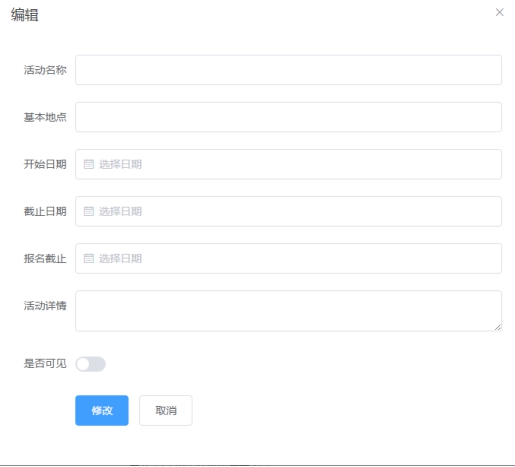 编辑
活动名称
基本地点
开始日期 选择日期
截止日期 选择日期
报名截止 选择日期
活动详情
是否可见
修改 取消